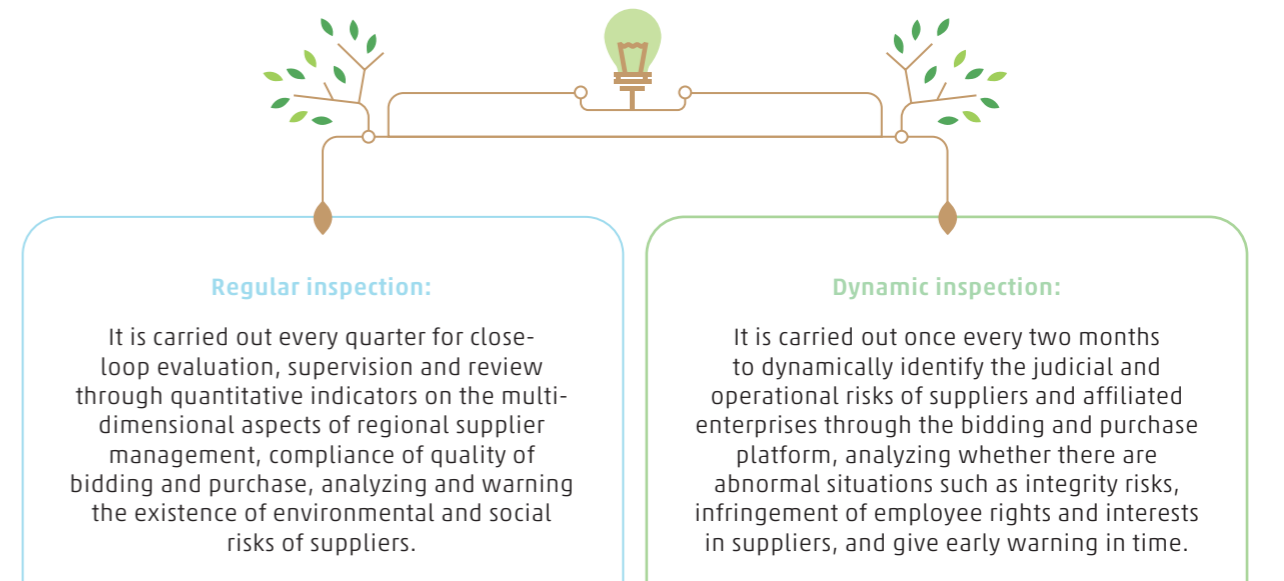 Regular inspection:
It is carried out every quarter for close-
loop evaluation, supervision and review
through quantitative indicators on the multi-
dimensional aspects of regional supplier
management, compliance of quality of
bidding and purchase, analyzing and warning
the existence of environmental and social
risks of suppliers.
Dynamic inspection:
It is carried out once every two months
to dynamically identify the judicial and
operational risks of suppliers and affiliated
enterprises through the bidding and purchase
platform, analyzing whether there are
abnormal situations such as integrity risks,
infringement of employee rights and interests
in suppliers, and give early warning in time.